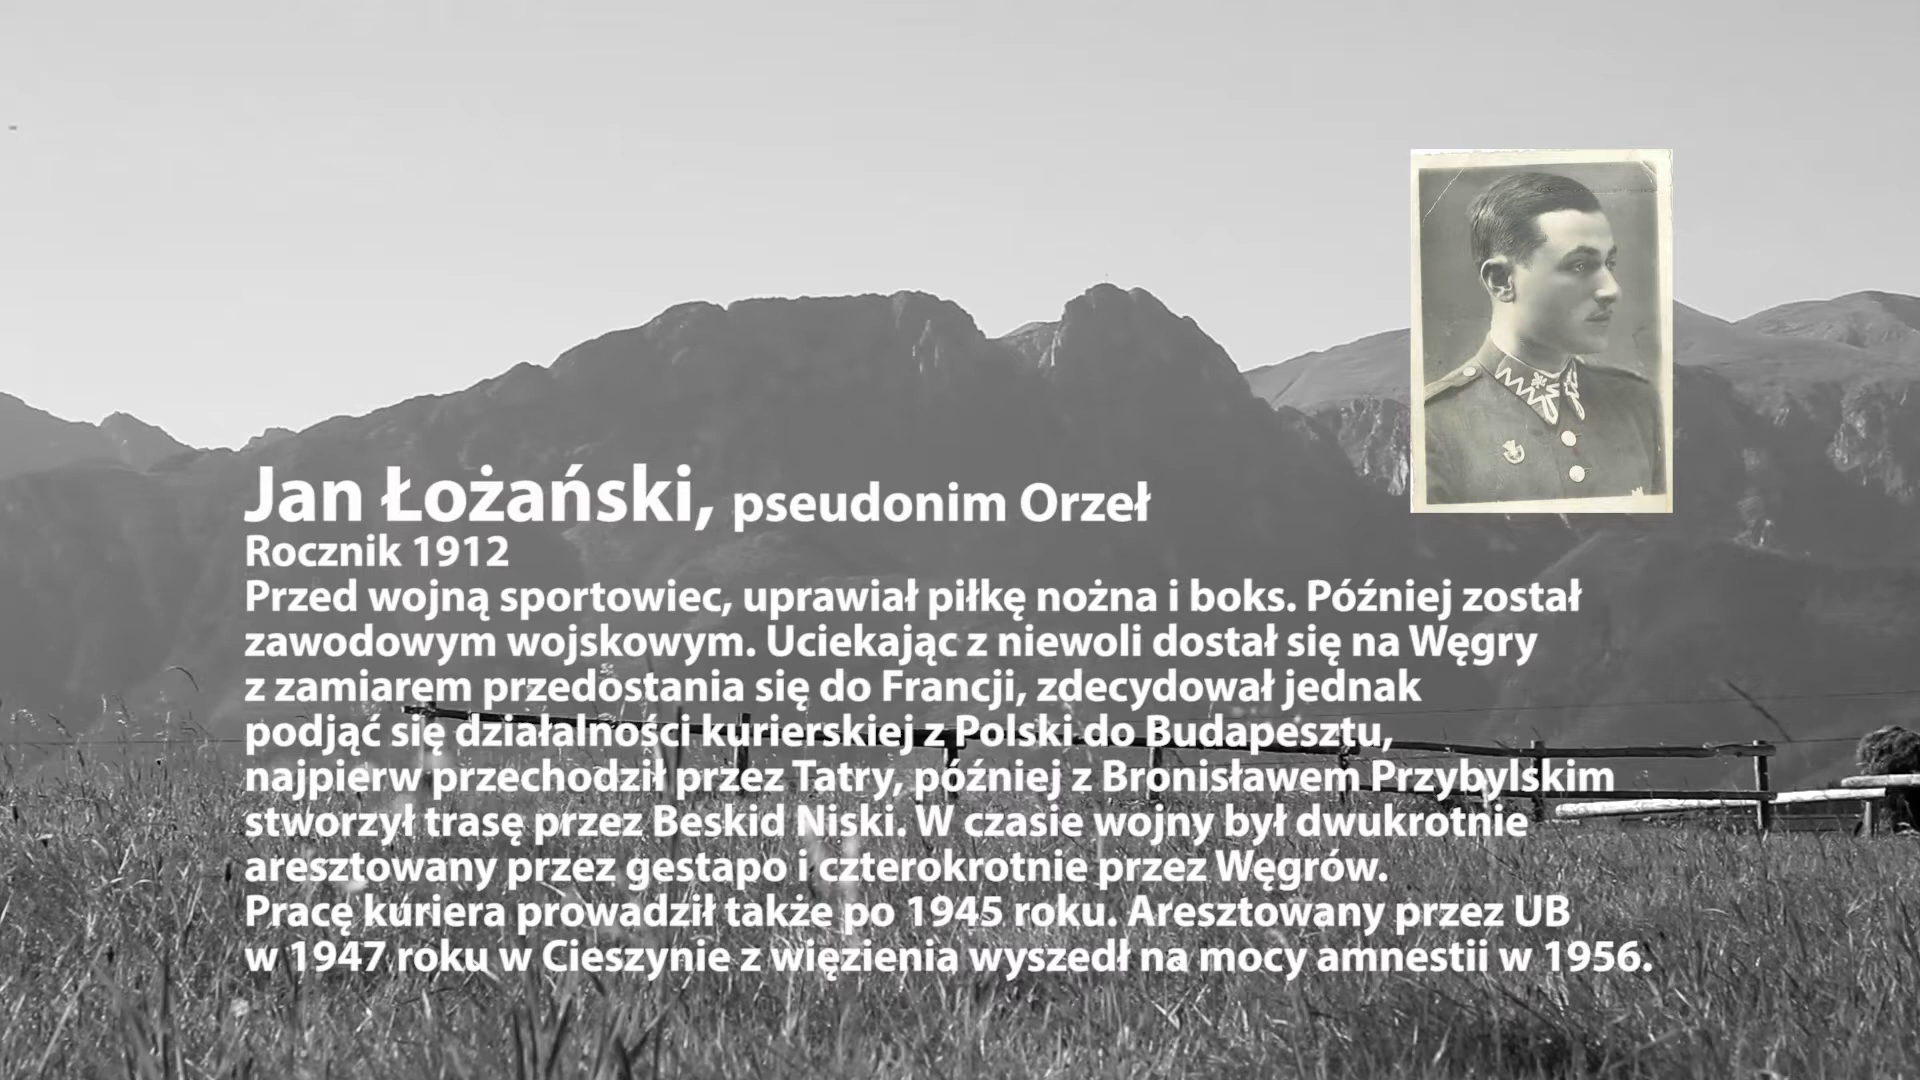 Jan Łożański, pseudonim Orzeł
Rocznik 1912
Przed wojną sportowiec, uprawiał piłkę nożna i boks. Później został
zawodowym wojskowym. Uciekając z niewoli dostał się na Węgry
z zamiarem przedostania się do Francji, zdecydował jednak
podjąć się działalności kurierskiej z Polski do Budapesztu,
najpierw przechodził przez Tatry, później z Bronisławem Przybylskim
stworzył trasę przez Beskid Niski. W czasie wojny był dwukrotnie
aresztowany przez gestapo i czterokrotnie przez Węgrów.
Pracę kuriera prowadził także po 1945 roku. Aresztowany przez UB
w 1947 roku w Cieszynie z więzienia wyszedł na mocy amnestii w 1956.